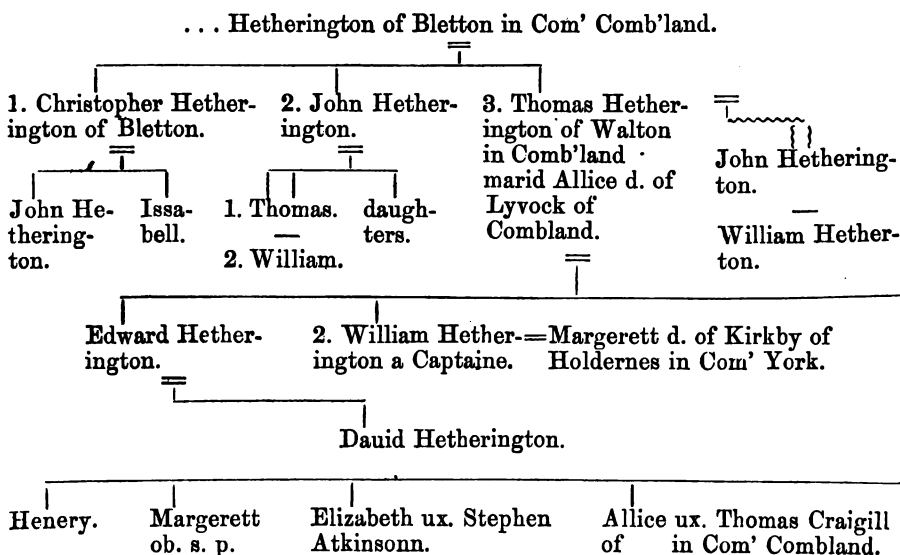 ... Hetherington of Bletton in Com' Comb'land.
1. Christopher Hether-
ington of Bletton.
2. John Hether-
ington.
3. Thomas Hether-
ington of Walton
in Comb'land
marid Allice d. of
Lyvock of
Combland.
John Hethering-
ton.
William Hether-
ton.
John He-
thering-
ton.
Issa-
bell.
1. Thomas.
2. William.
daugh-
ters.
Edward Hether-
ington.
2. William Hether-
ington a Captaine.
=Margerett d. of Kirkby of
Holdernes in Com' York.
Dauid Hetherington.
Henery.
Margerett
ob. s. p.
Elizabeth ux. Stephen
Atkinsonn.
Allice ux. Thomas Craigill
of in Com' Combland.